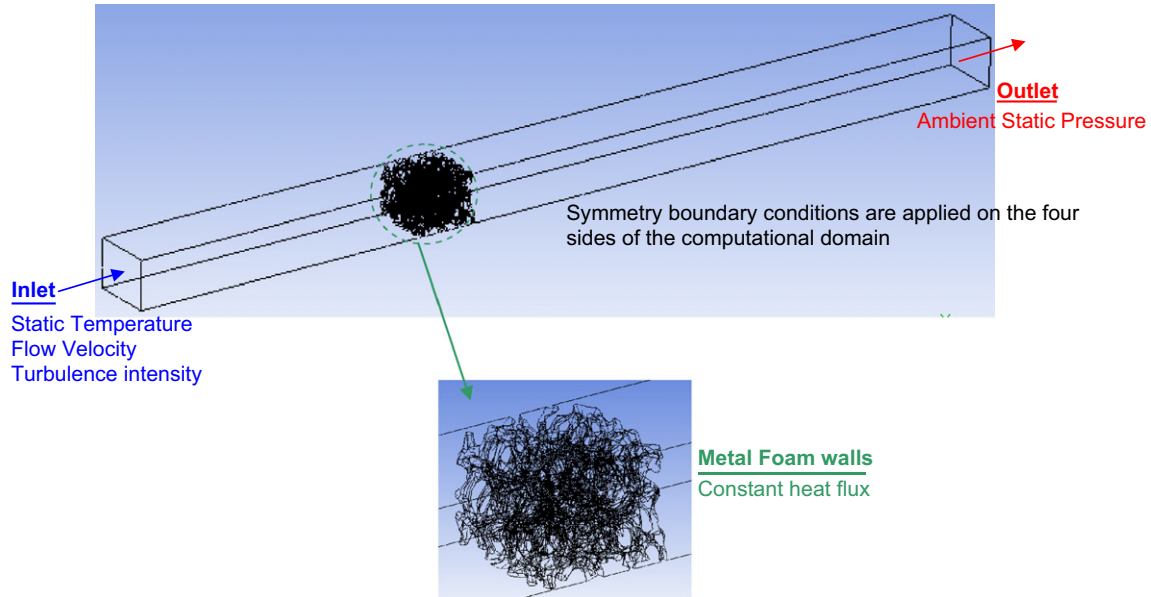 Outlet
Ambient Static Pressure
Symmetry boundary conditions are applied on the four
sides of the computational domain
Inlet
Static Temperature
Flow Velocity
Turbulence intensity
Metal Foam walls
Constant heat flux